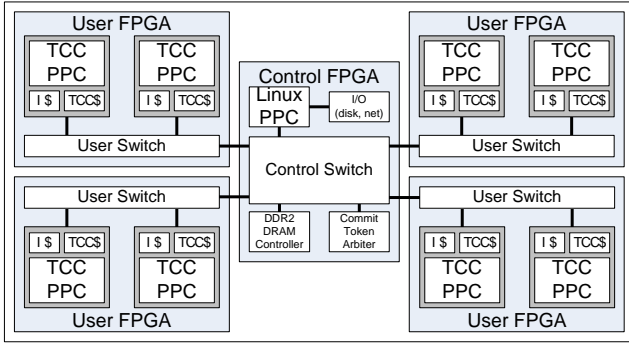 User FPGA
TCC
PPC
I $
TCC$
TCC
PPC
I $
TCC$
User Switch
User Switch
I $
TCC$
TCC
PPC
I $
TCC$
TCC
PPC
User FPGA
Control FPGA
Linux
PPC
I/O
(disk, net)
Control Switch
DDR2
DRAM
Controller
Commit
Token
Arbiter
User FPGA
TCC
PPC
I $
TCC$
TCC
PPC
I $
TCC$
User Switch
User Switch
I $
TCC$
TCC
PPC
I $
TCC$
TCC
PPC
User FPGA